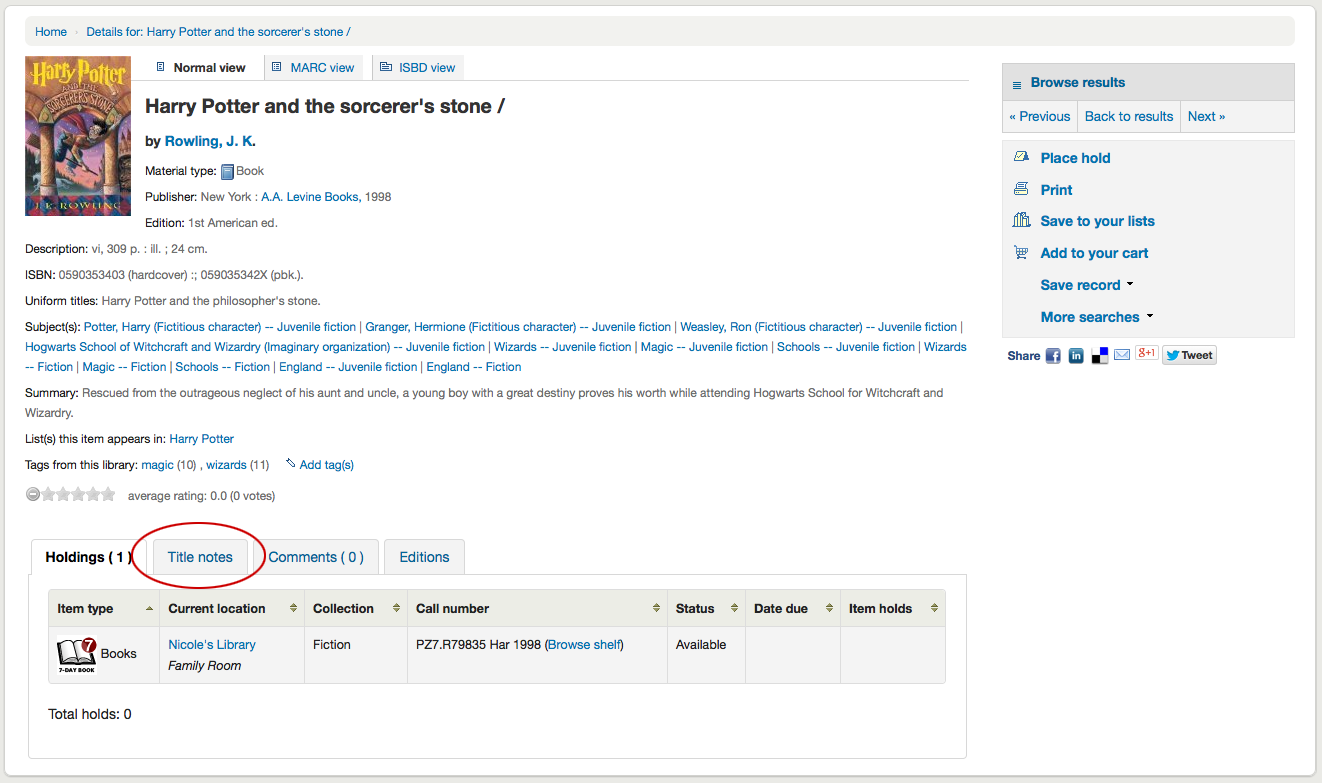 Home › Details for: Harry Potter and the sorcerer's stone /
Harry Potter
AND THE
SORCERER'S STONE
J.K. ROWLING
Normal view MARC view ISBD view
Harry Potter and the sorcerer's stone /
by Rowling, J. K.
Material type: Book
Publisher: New York : A.A. Levine Books, 1998
Edition: 1st American ed.
Description: vi, 309 p. : ill. ; 24 cm.
ISBN: 0590353403 (hardcover) :; 059035342X (pbk.).
Uniform titles: Harry Potter and the philosopher's stone.
Subject(s): Potter, Harry (Fictitious character) -- Juvenile fiction | Granger, Hermione (Fictitious character) -- Juvenile fiction | Weasley, Ron (Fictitious character) -- Juvenile fiction |
Hogwarts School of Witchcraft and Wizardry (Imaginary organization) -- Juvenile fiction | Wizards -- Juvenile fiction | Magic -- Juvenile fiction | Schools -- Juvenile fiction | Wizards
-- Fiction | Magic -- Fiction | Schools -- Fiction | England -- Juvenile fiction | England -- Fiction
Summary: Rescued from the outrageous neglect of his aunt and uncle, a young boy with a great destiny proves his worth while attending Hogwarts School for Witchcraft and
Wizardry.
List(s) this item appears in: Harry Potter
Tags from this library: magic (10) , wizards (11) Add tag(s)
average rating: 0.0 (0 votes)
Holdings ( 1 ) Title notes Comments ( 0 ) Editions
Item type Current location Collection Call number Status Date due Item holds
7
7-DAY BOOK
Books Nicole's Library Fiction PZ7.R79835 Har 1998 (Browse shelf) Available
Family Room
Total holds: 0
Browse results
« Previous Back to results Next »
Place hold
Print
Save to your lists
Add to your cart
Save record
More searches
Share f in g+1 Tweet